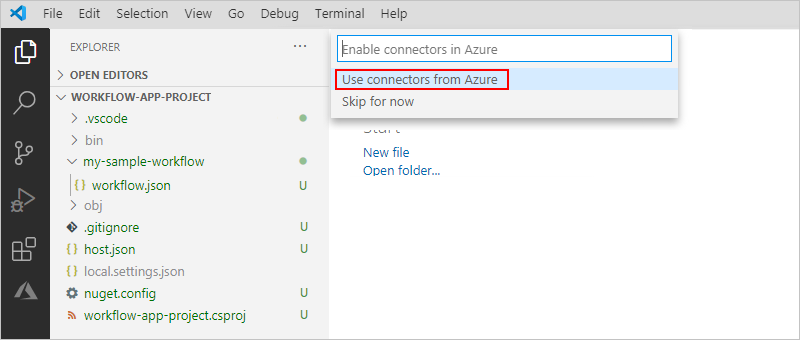 File Edit Selection View Go Debug Terminal Help
EXPLORER ...
Enable connectors in Azure
Use connectors from Azure
Skip for now
OPEN EDITORS
WORKFLOW-APP-PROJECT
.vscode
bin
my-sample-workflow
{ } workflow.json U
obj
.gitignore U
{ } host.json U
{ } local.settings.json
nuget.config U
workflow-app-project.csproj U
Start
New file
Open folder...